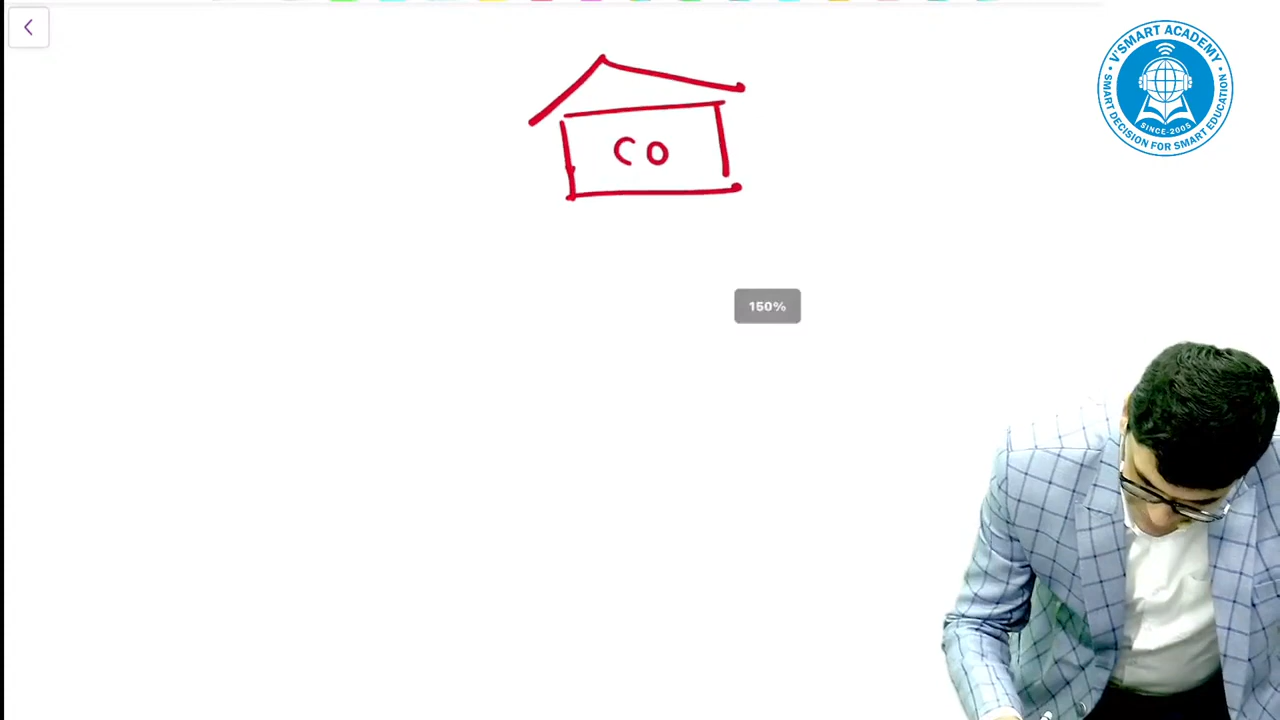 V'SMART ACADEMY
SMART DECISION FOR SMART EDUCATION
SINCE-2005
CO
150%